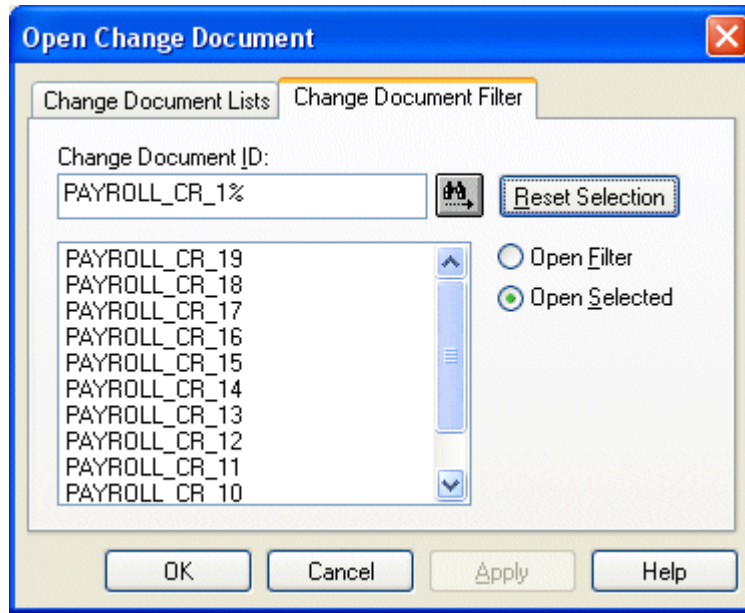 Open Change Document
Change Document Lists
Change Document Filter
Change Document ID:
PAYROLL_CR_1%
Reset Selection
PAYROLL_CR_19
PAYROLL_CR_18
PAYROLL_CR_17
PAYROLL_CR_16
PAYROLL_CR_15
PAYROLL_CR_14
PAYROLL_CR_13
PAYROLL_CR_12
PAYROLL_CR_11
PAYROLL_CR_10
Open Filter
Open Selected
OK
Cancel
Apply
Help